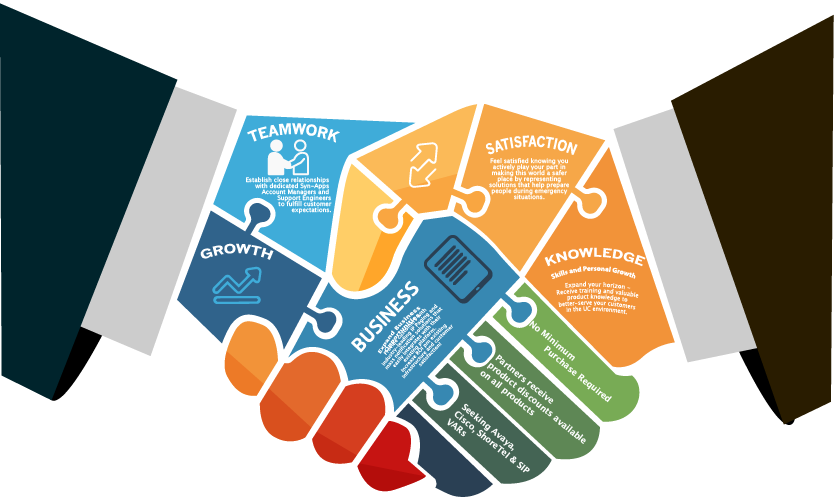 TEAMWORK
Establish close relationships
with dedicated Syn-Apps
Account Managers and
Support Engineers
to fulfill customer
expectations.
SATISFACTION
Feel satisfied knowing you
actively play your part in
making this world a safer
place by representing
solutions that help prepare
people during emergency
situations.
GROWTH
KNOWLEDGE
Skills and Personal Growth
Expand your horizon –
Receive training and valuable
product knowledge to
better-serve your customers
in the UC environment.
BUSINESS
Expand Business
No Minimum
purchase Required
Partners receive
product discounts available
on all products
Seeking Avaya,
Cisco, ShoreTel & SIP
VARs